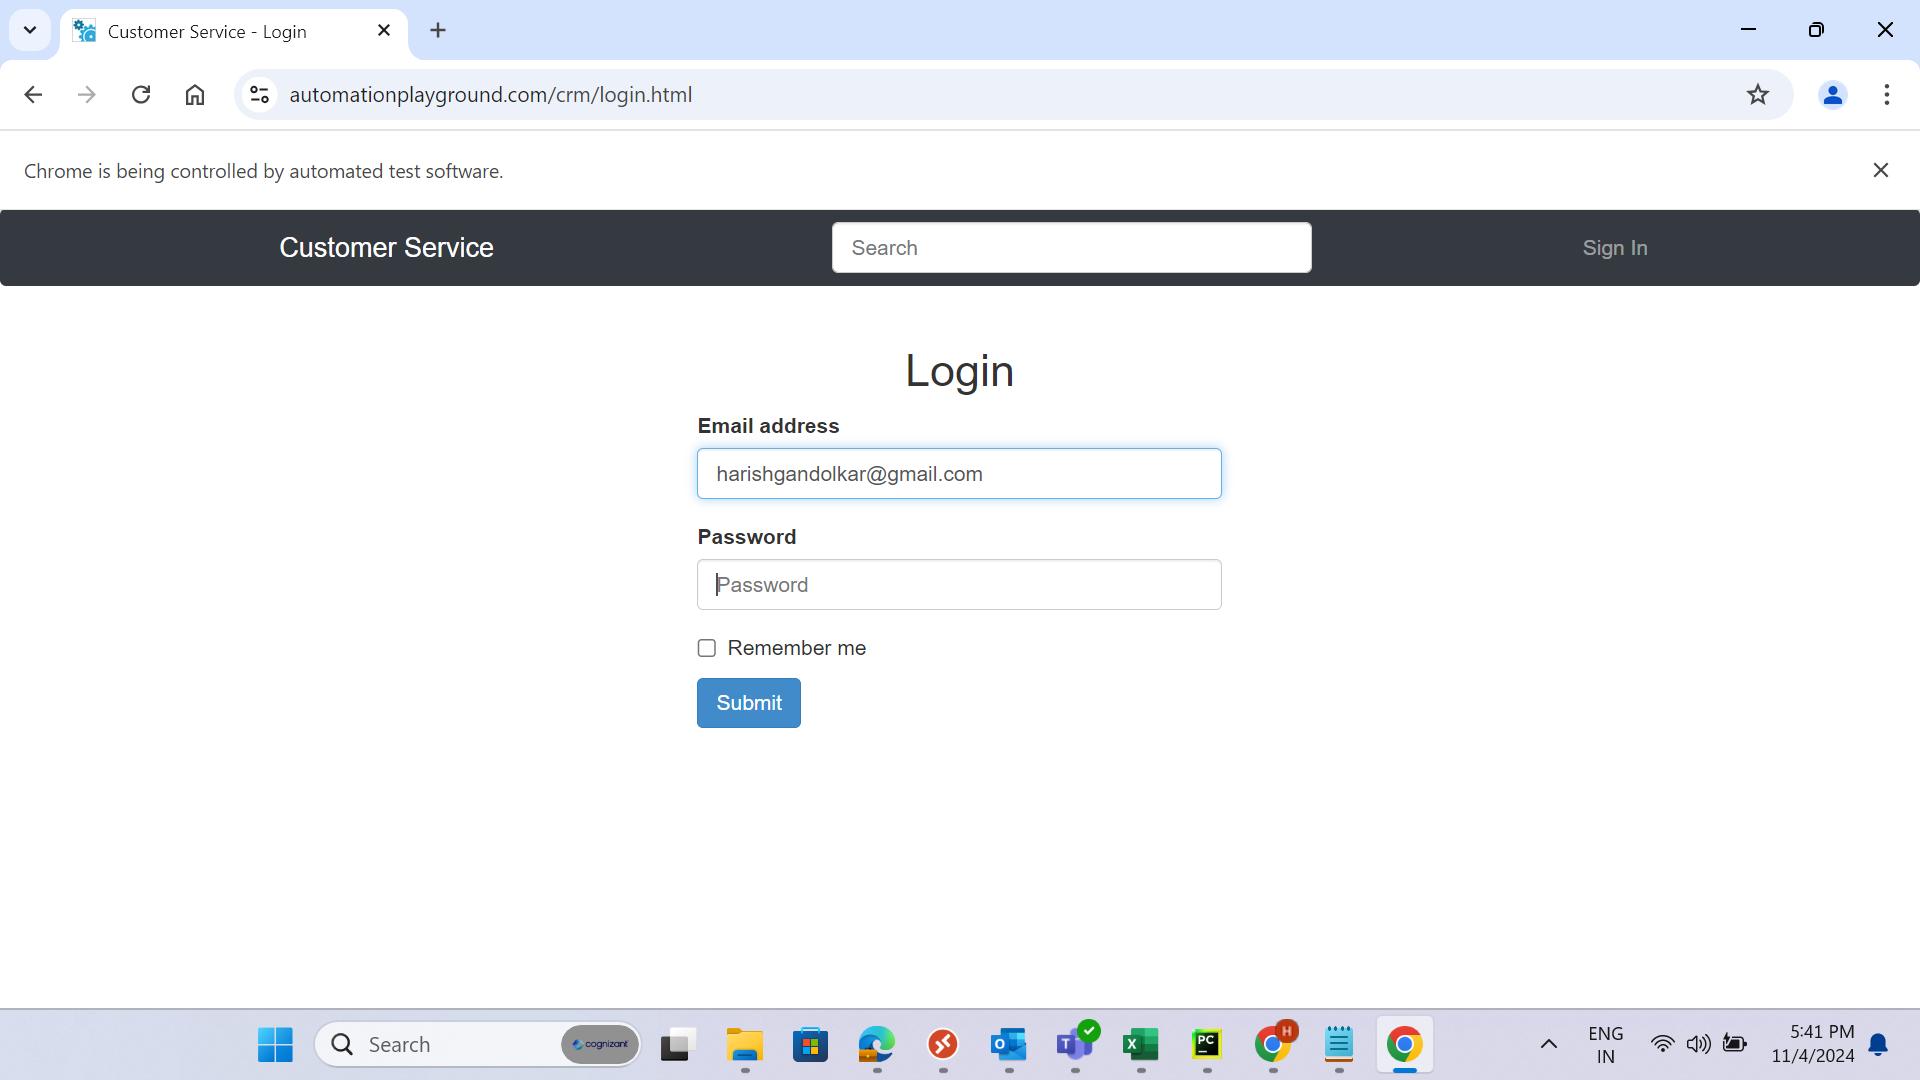 Customer Service - Login
automationplayground.com/crm/login.html
Chrome is being controlled by automated test software.
Customer Service
Search
Sign In
Login
Email address
harishgandolkar@gmail.com
Password
Password
Remember me
Submit
Search
cognizant
O
T
X
PC
H
ENG
IN
5:41 PM
11/4/2024